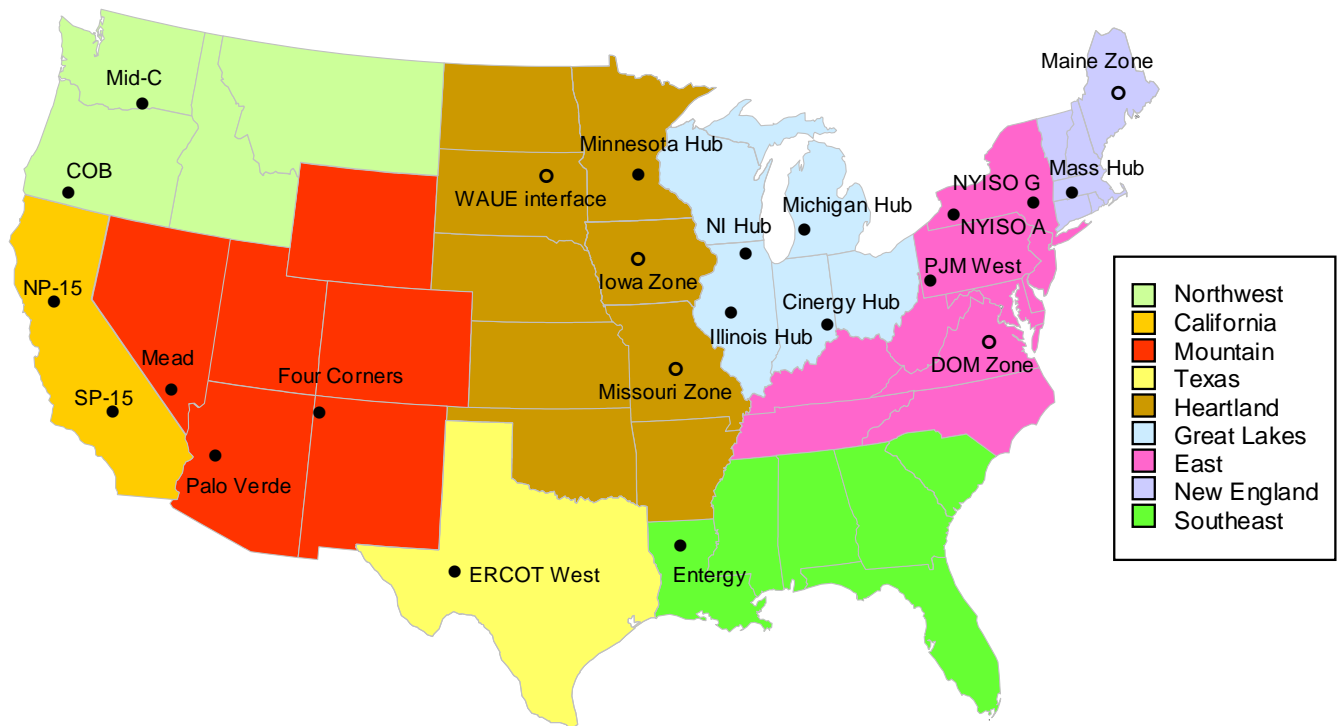 Maine Zone
Mid-C
Minnesota Hub
Mass Hub
COB
WAUE interface
NYISO G
Michigan Hub
NI Hub
NYISO A
PJM West
NP-15
Iowa Zone
Cinergy Hub
Illinois Hub
Mead
Four Corners
DOM Zone
SP-15
Missouri Zone
Palo Verde
ERCOT West
Entergy
Northwest
California
Mountain
Texas
Heartland
Great Lakes
East
New England
Southeast